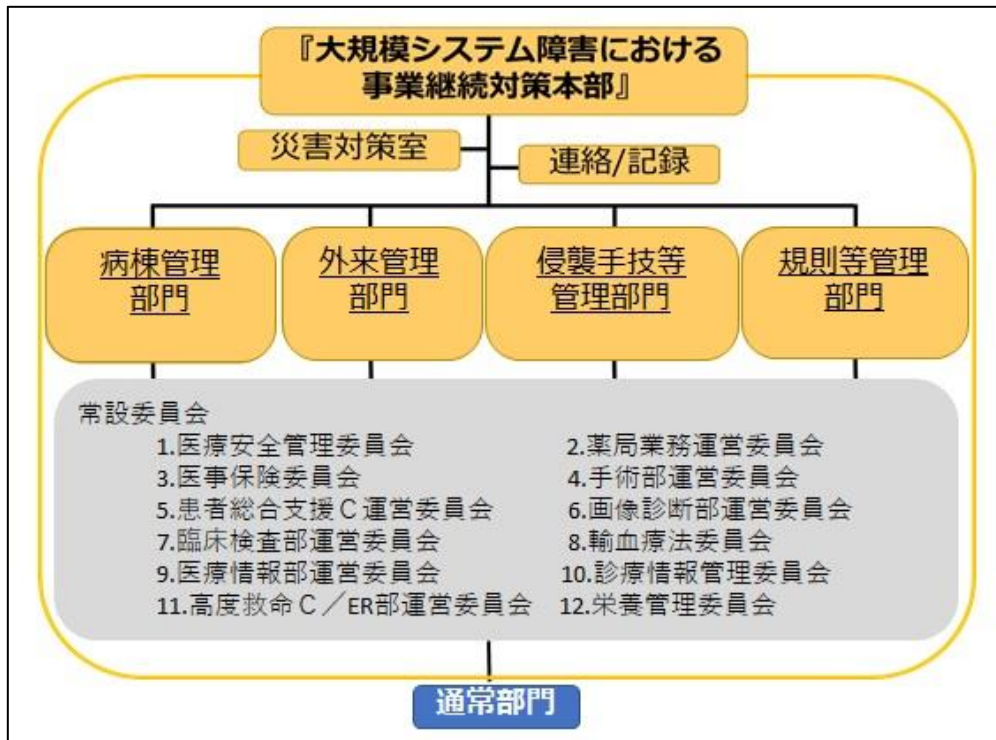 『大規模システム障害における
事業継続対策本部』
災害対策室
連絡/記録
病棟管理
部門
外来管理
部門
侵襲手技等
管理部門
規則等管理
部門
常設委員会
1.医療安全管理委員会
2.薬局業務運営委員会
3.医事保険委員会
4.手術部運営委員会
5.患者総合支援C運営委員会
6.画像診断部運営委員会
7.臨床検査部運営委員会
8.輸血療法委員会
9.医療情報部運営委員会
10.診療情報管理委員会
11.高度救命C／ER部運営委員会
12.栄養管理委員会
通常部門